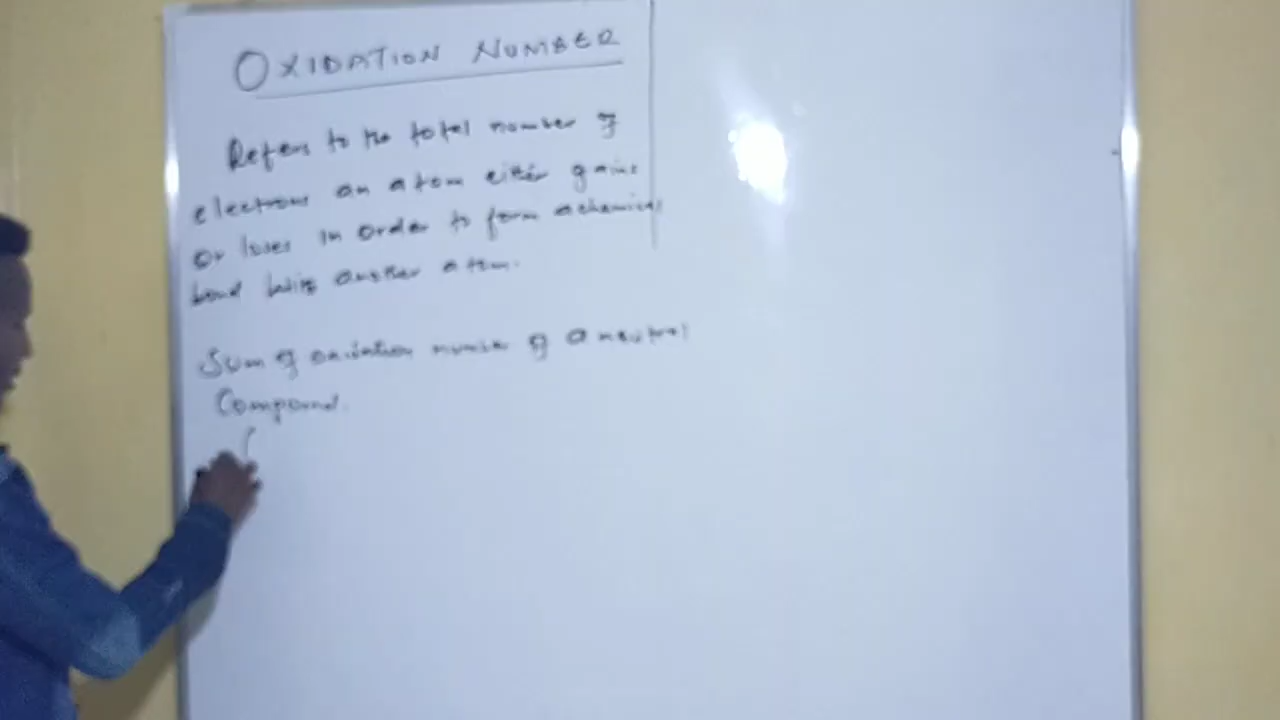 OXIDATION NUMBER
Refers to the total number of
electrons an atom either gains
or loses in order to form a chemical
bond with another atom.
Sum of oxidation number of a neutral
Compound.
(